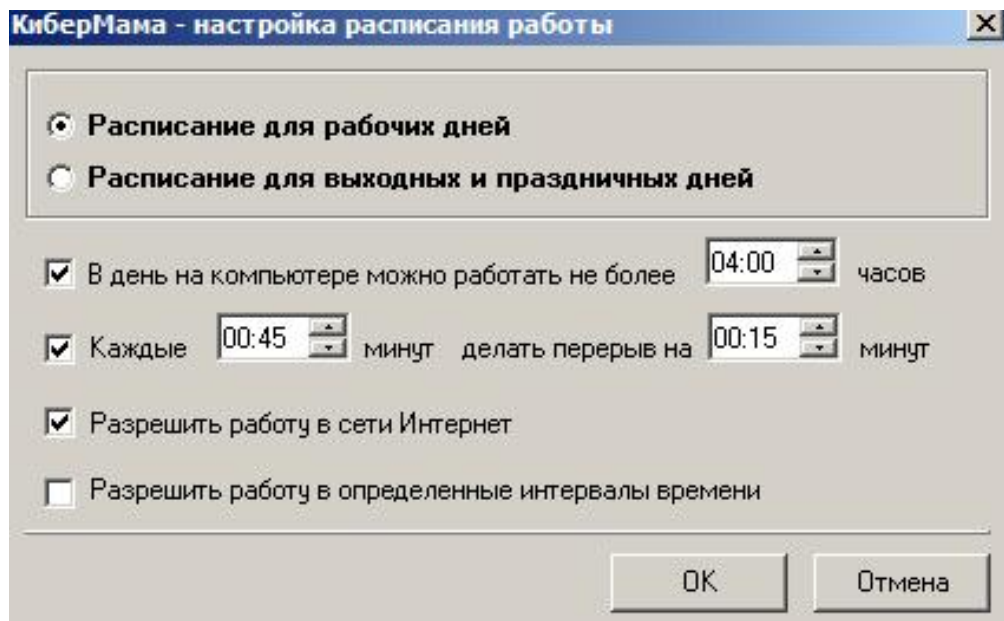 КиберМама - настройка расписания работы
Расписание для рабочих дней
Расписание для выходных и праздничных дней
В день на компьютере можно работать не более 04:00 часов
Каждые 00:45 минут делать перерыв на 00:15 минут
Разрешить работу в сети Интернет
Разрешить работу в определенные интервалы времени
OK Отмена